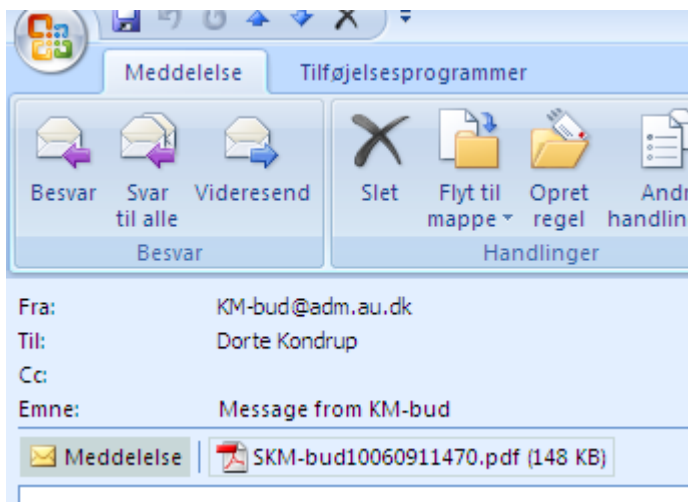 Meddelelse Tilføjelsesprogrammer
Besvar Svar til alle Videresend Slet Flyt til mappe Opret regel
Besvar Handlinger
Fra: KM-bud@adm.au.dk
Til: Dorte Kondrup
Cc:
Emne: Message from KM-bud
Meddelelse SKM-bud10060911470.pdf (148 KB)